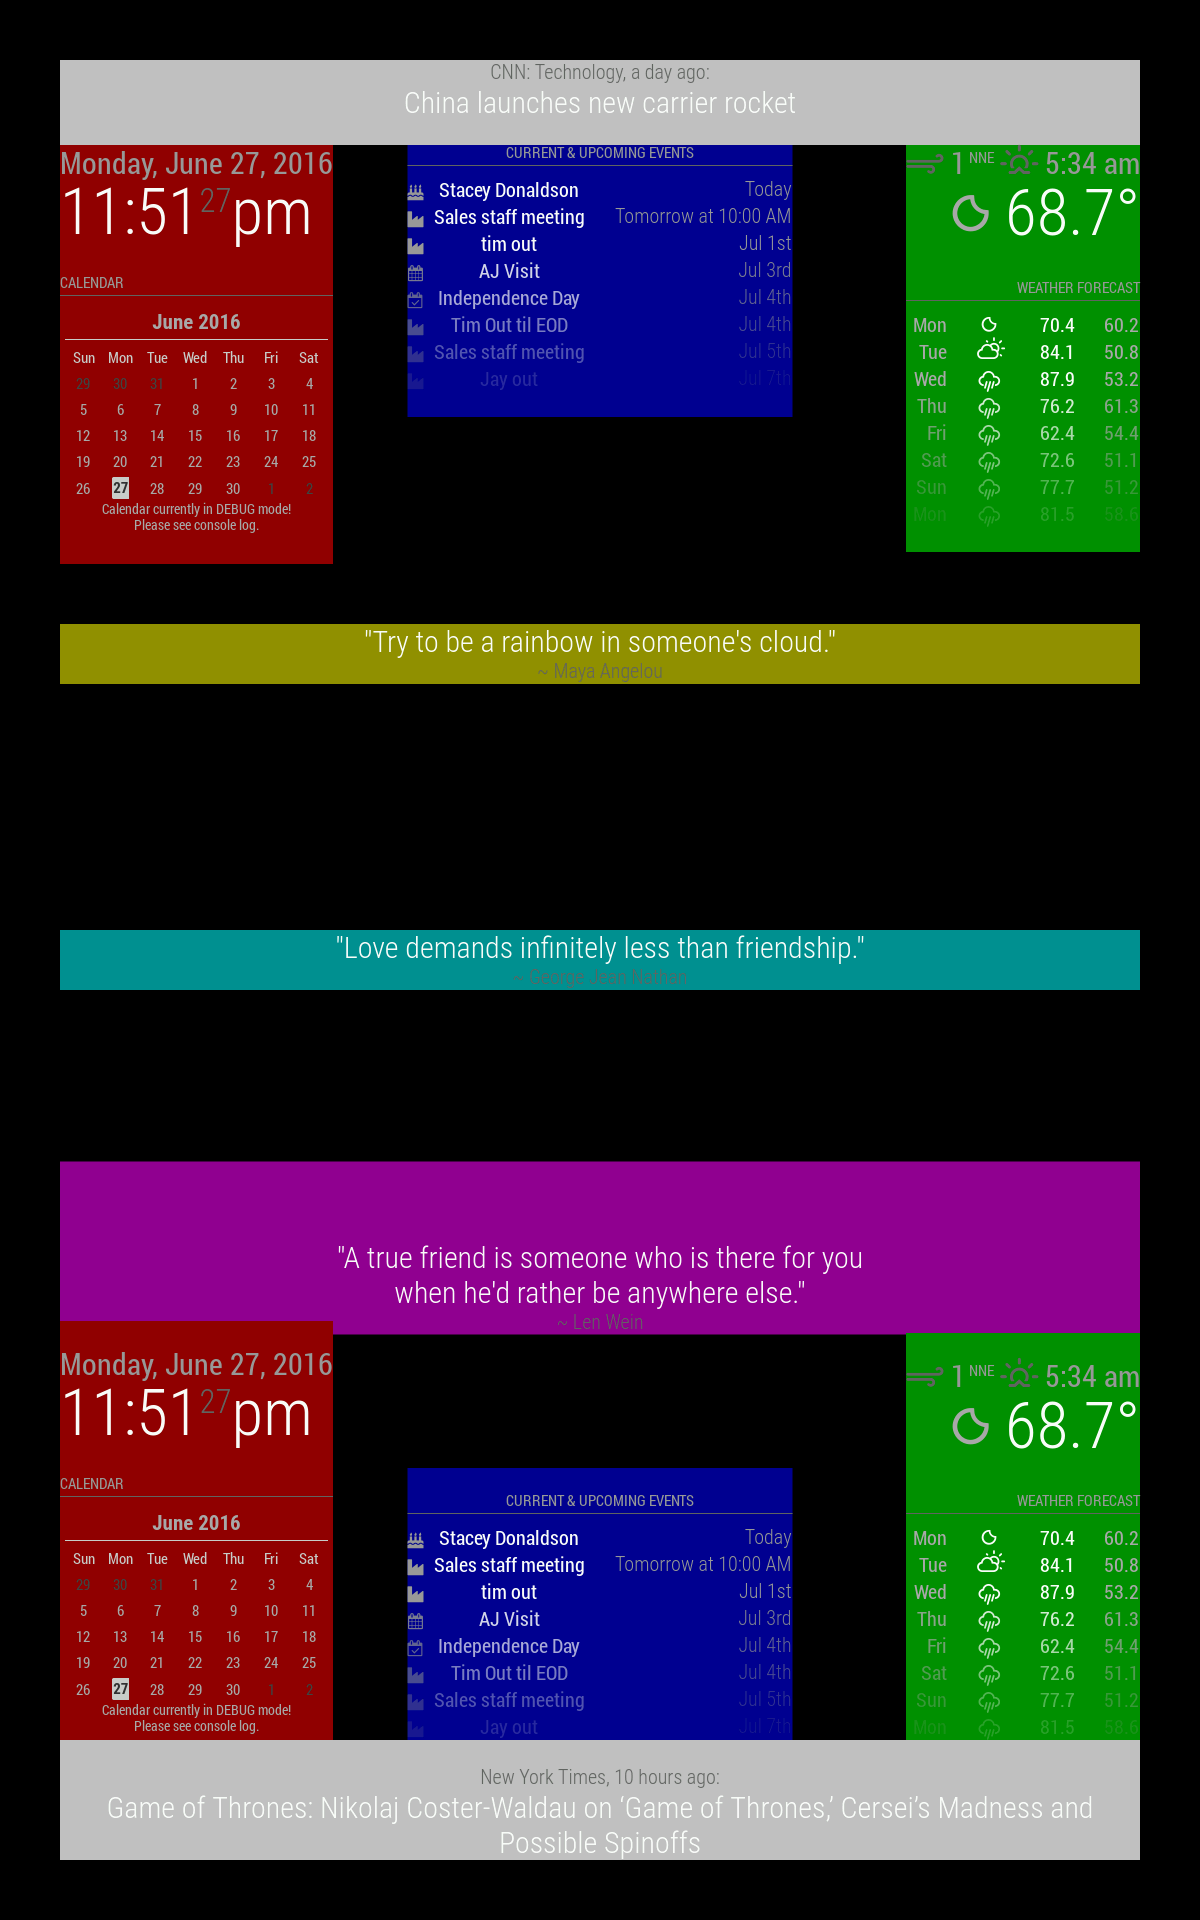 CNN: Technology, a day ago:
China launches new carrier rocket
Monday, June 27, 2016
11:51 27 pm
CALENDAR
June 2016
Sun Mon Tue Wed Thu Fri Sat
29 30 31 1 2 3 4
5 6 7 8 9 10 11
12 13 14 15 16 17 18
19 20 21 22 23 24 25
26 27 28 29 30 1 2
Calendar currently in DEBUG mode!
Please see console log.
CURRENT & UPCOMING EVENTS
Stacey Donaldson Today
Sales staff meeting Tomorrow at 10:00 AM
tim out Jul 1st
AJ Visit Jul 3rd
Independence Day Jul 4th
Tim Out til EOD Jul 4th
Sales staff meeting Jul 5th
Jay out Jul 7th
1 NNE 5:34 am
68.7°
WEATHER FORECAST
Mon 70.4 60.2
Tue 84.1 50.8
Wed 87.9 53.2
Thu 76.2 61.3
Fri 62.4 54.4
Sat 72.6 51.1
Sun 77.7 51.2
Mon 81.5 58.6
"Try to be a rainbow in someone's cloud."
~ Maya Angelou
"Love demands infinitely less than friendship."
~ George Jean Nathan
"A true friend is someone who is there for you
when he'd rather be anywhere else."
~ Len Wein
Monday, June 27, 2016
11:51 27 pm
CALENDAR
June 2016
Sun Mon Tue Wed Thu Fri Sat
29 30 31 1 2 3 4
5 6 7 8 9 10 11
12 13 14 15 16 17 18
19 20 21 22 23 24 25
26 27 28 29 30 1 2
Calendar currently in DEBUG mode!
Please see console log.
CURRENT & UPCOMING EVENTS
Stacey Donaldson Today
Sales staff meeting Tomorrow at 10:00 AM
tim out Jul 1st
AJ Visit Jul 3rd
Independence Day Jul 4th
Tim Out til EOD Jul 4th
Sales staff meeting Jul 5th
Jay out Jul 7th
1 NNE 5:34 am
68.7°
WEATHER FORECAST
Mon 70.4 60.2
Tue 84.1 50.8
Wed 87.9 53.2
Thu 76.2 61.3
Fri 62.4 54.4
Sat 72.6 51.1
Sun 77.7 51.2
Mon 81.5 58.6
New York Times, 10 hours ago:
Game of Thrones: Nikolaj Coster-Waldau on ‘Game of Thrones,’ Cersei’s Madness and
Possible Spinoffs